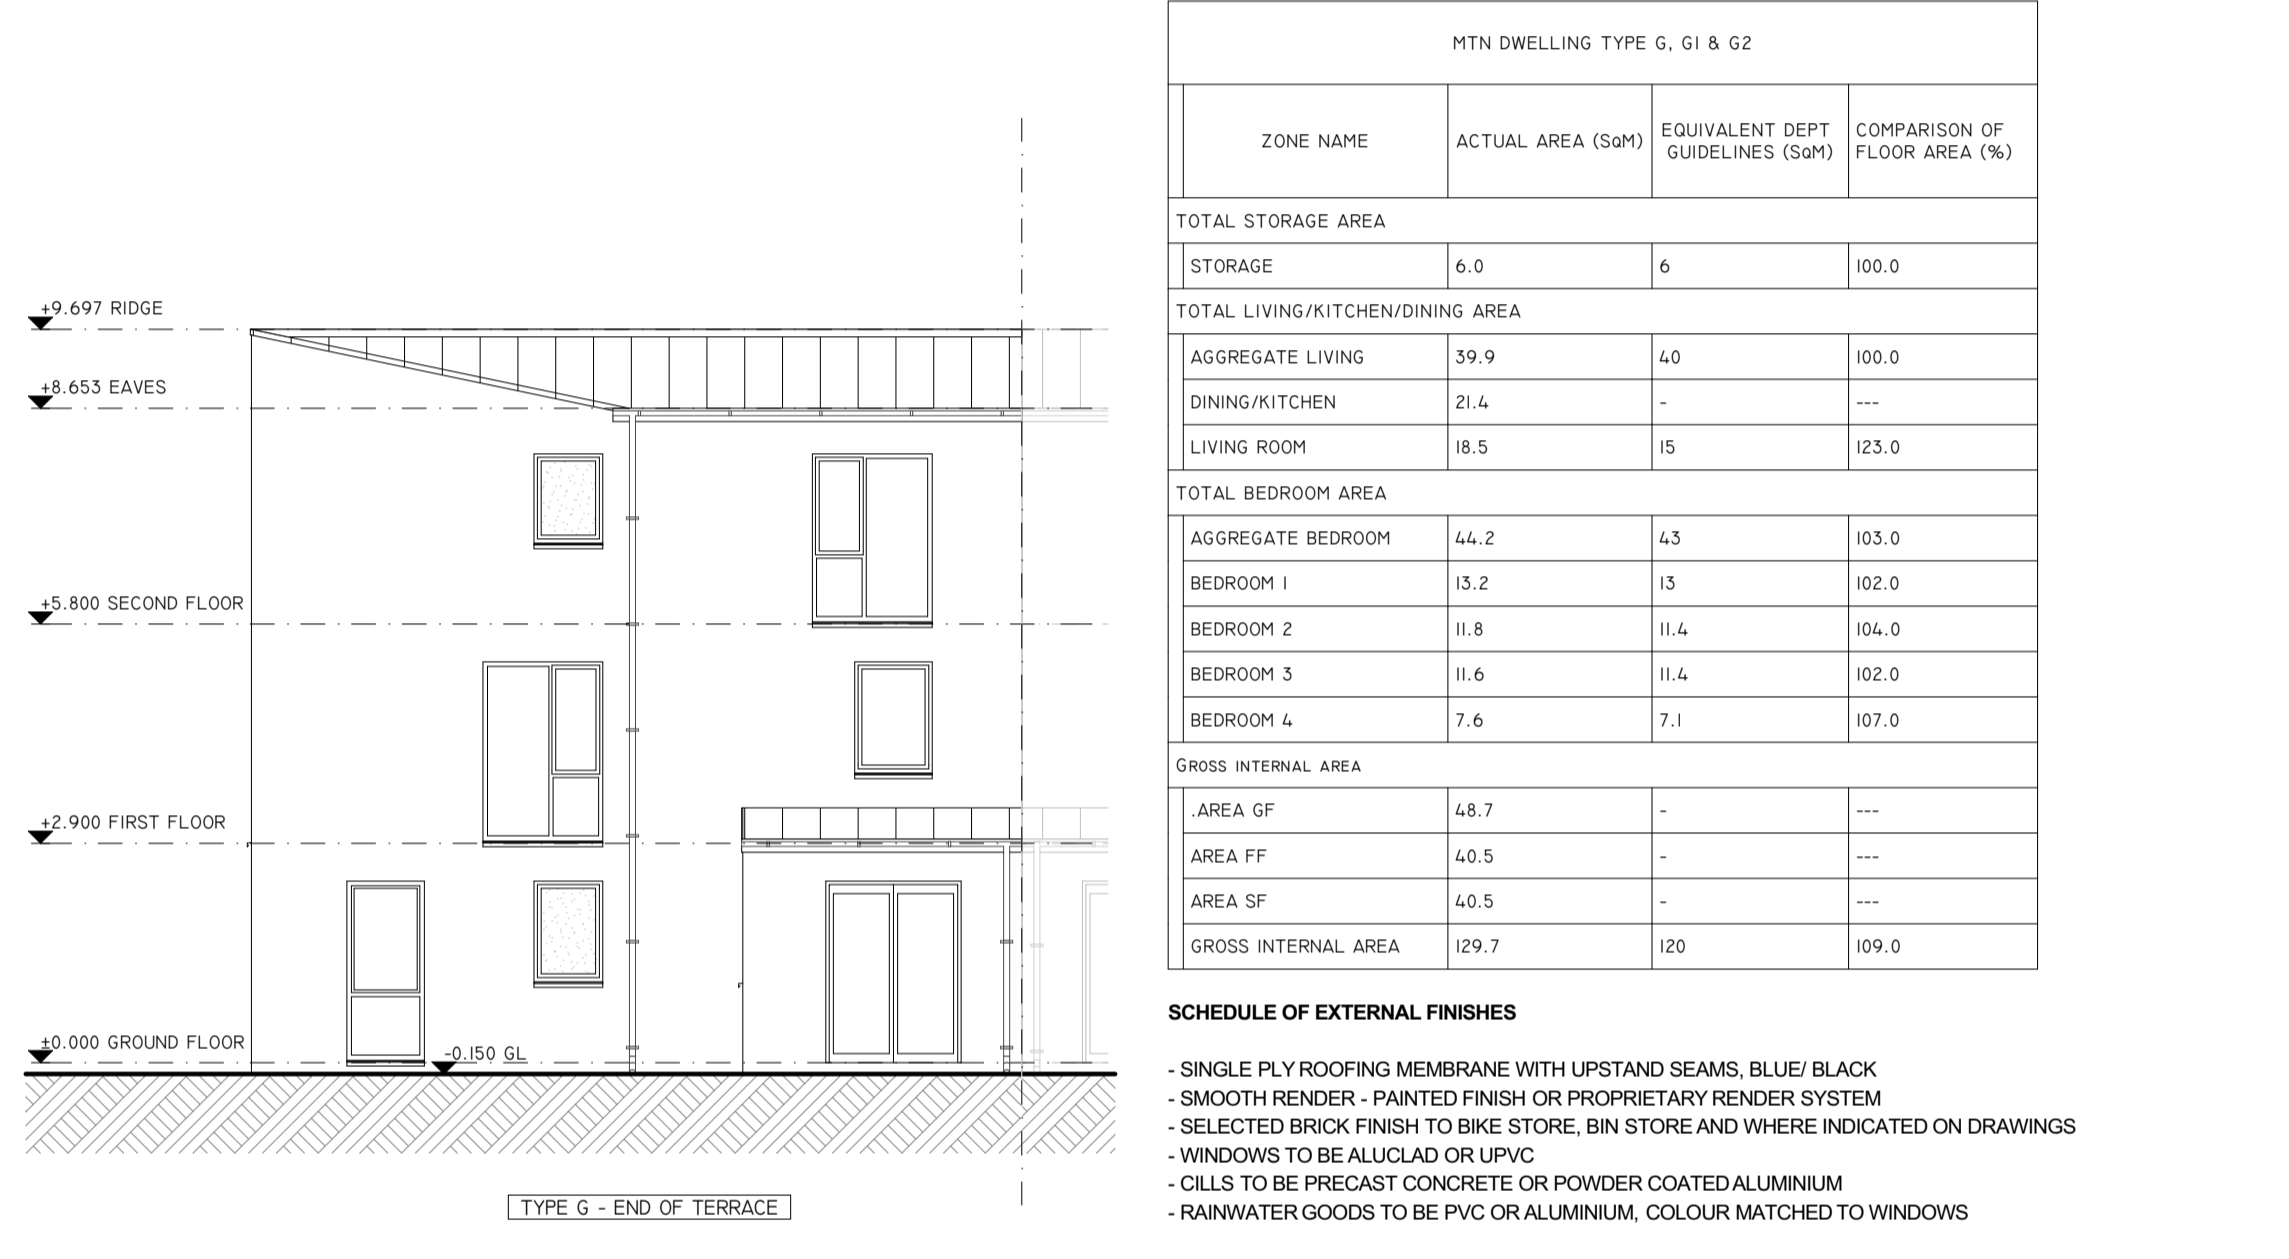 +9.697 RIDGE
+8.653 EAVES
+5.800 SECOND FLOOR
+2.900 FIRST FLOOR
±0.000 GROUND FLOOR
-0.150 GL
TYPE G - END OF TERRACE
MTN DWELLING TYPE G, G1 & G2
ZONE NAME
ACTUAL AREA (SQM)
EQUIVALENT DEPT
GUIDELINES (SQM)
COMPARISON OF
FLOOR AREA (%)
TOTAL STORAGE AREA
STORAGE 6.0 6 100.0
TOTAL LIVING/KITCHEN/DINING AREA
AGGREGATE LIVING 39.9 40 100.0
DINING/KITCHEN 21.4 - ---
LIVING ROOM 18.5 15 123.0
TOTAL BEDROOM AREA
AGGREGATE BEDROOM 44.2 43 103.0
BEDROOM 1 13.2 13 102.0
BEDROOM 2 11.8 11.4 104.0
BEDROOM 3 11.6 11.4 102.0
BEDROOM 4 7.6 7.1 107.0
GROSS INTERNAL AREA
.AREA GF 48.7 - ---
AREA FF 40.5 - ---
AREA SF 40.5 - ---
GROSS INTERNAL AREA 129.7 120 109.0
SCHEDULE OF EXTERNAL FINISHES
- SINGLE PLY ROOFING MEMBRANE WITH UPSTAND SEAMS, BLUE/ BLACK
- SMOOTH RENDER - PAINTED FINISH OR PROPRIETARY RENDER SYSTEM
- SELECTED BRICK FINISH TO BIKE STORE, BIN STORE AND WHERE INDICATED ON DRAWINGS
- WINDOWS TO BE ALUCLAD OR UPVC
- CILLS TO BE PRECAST CONCRETE OR POWDER COATED ALUMINIUM
- RAINWATER GOODS TO BE PVC OR ALUMINIUM, COLOUR MATCHED TO WINDOWS